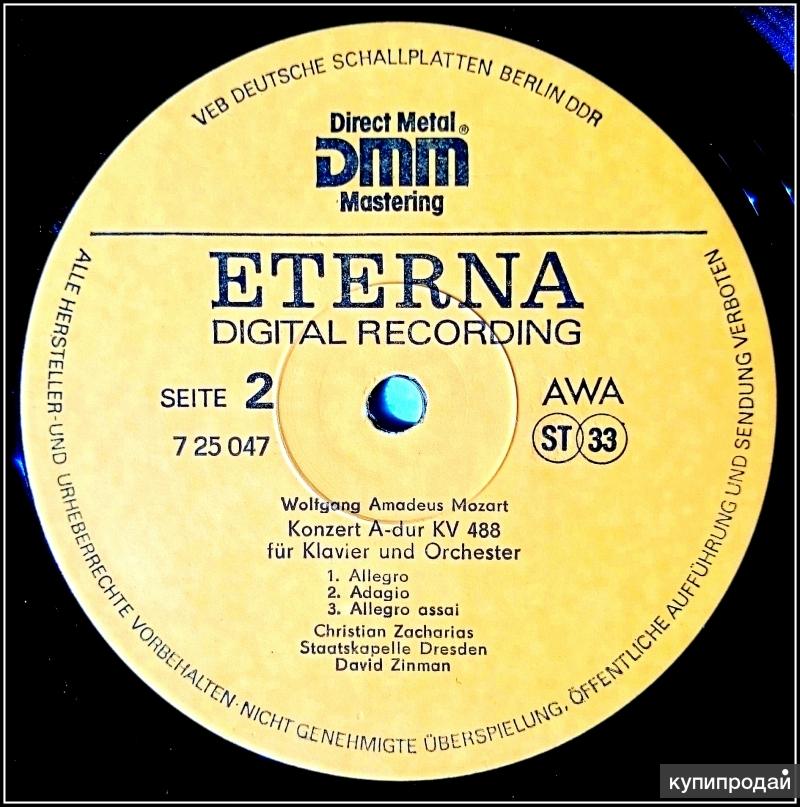 VEB DEUTSCHE SCHALLPLATTEN BERLIN DDR
Direct Metal®
DMM
Mastering
ETERNA
DIGITAL RECORDING
SEITE 2
7 25 047
AWA
ST 33
Wolfgang Amadeus Mozart
Konzert A-dur KV 488
für Klavier und Orchester
1. Allegro
2. Adagio
3. Allegro assai
Christian Zacharias
Staatskapelle Dresden
David Zinman
ALLE HERSTELLER- UND URHEBERRECHTE VORBEHALTEN · NICHT GENEHMIGTE ÜBERSPIELUNG, ÖFFENTLICHE AUFFÜHRUNG UND SENDUNG VERBOTEN
купипродай